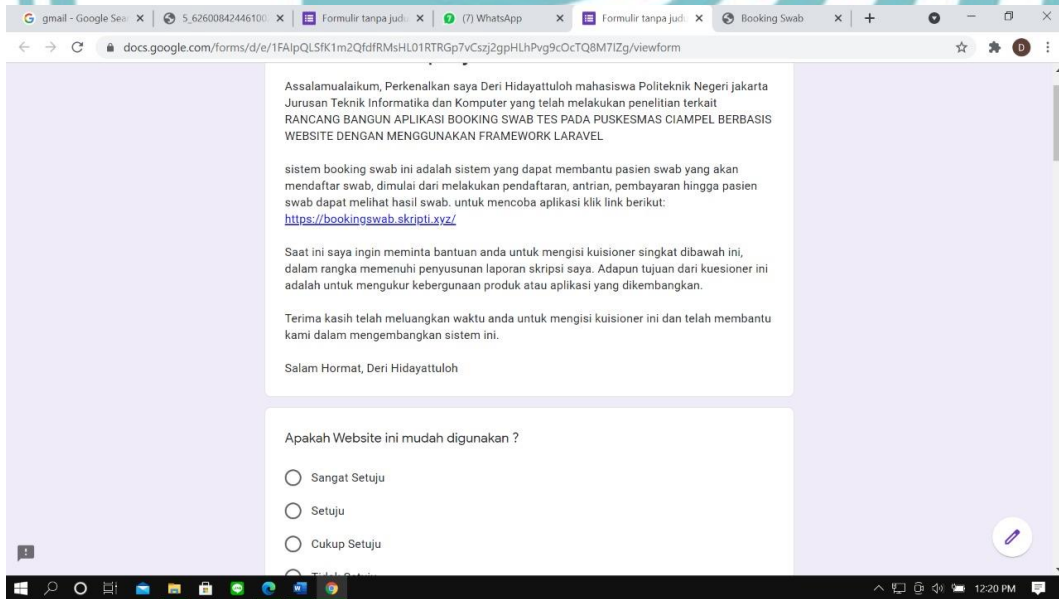 gmail - Google Sear
5_62600842446100
Formulir tanpa judu
(7) WhatsApp
Formulir tanpa judu
Booking Swab
docs.google.com/forms/d/e/1FAIpQLSfK1m2QfdfRMsHL01RTRGp7vCszj2gpHLhPvg9cOcTQ8M7IZg/viewform
D
Assalamualaikum, Perkenalkan saya Deri Hidayattuloh mahasiswa Politeknik Negeri jakarta
Jurusan Teknik Informatika dan Komputer yang telah melakukan penelitian terkait
RANCANG BANGUN APLIKASI BOOKING SWAB TES PADA PUSKESMAS CIAMPEL BERBASIS
WEBSITE DENGAN MENGGUNAKAN FRAMEWORK LARAVEL
sistem booking swab ini adalah sistem yang dapat membantu pasien swab yang akan
mendaftar swab, dimulai dari melakukan pendaftaran, antrian, pembayaran hingga pasien
swab dapat melihat hasil swab. untuk mencoba aplikasi klik link berikut:
https://bookingswab.skripti.xyz/
Saat ini saya ingin meminta bantuan anda untuk mengisi kuisioner singkat dibawah ini,
dalam rangka memenuhi penyusunan laporan skripsi saya. Adapun tujuan dari kuesioner ini
adalah untuk mengukur kebergunaan produk atau aplikasi yang dikembangkan.
Terima kasih telah meluangkan waktu anda untuk mengisi kuisioner ini dan telah membantu
kami dalam mengembangkan sistem ini.
Salam Hormat, Deri Hidayattuloh
Apakah Website ini mudah digunakan ?
Sangat Setuju
Setuju
Cukup Setuju
12:20 PM